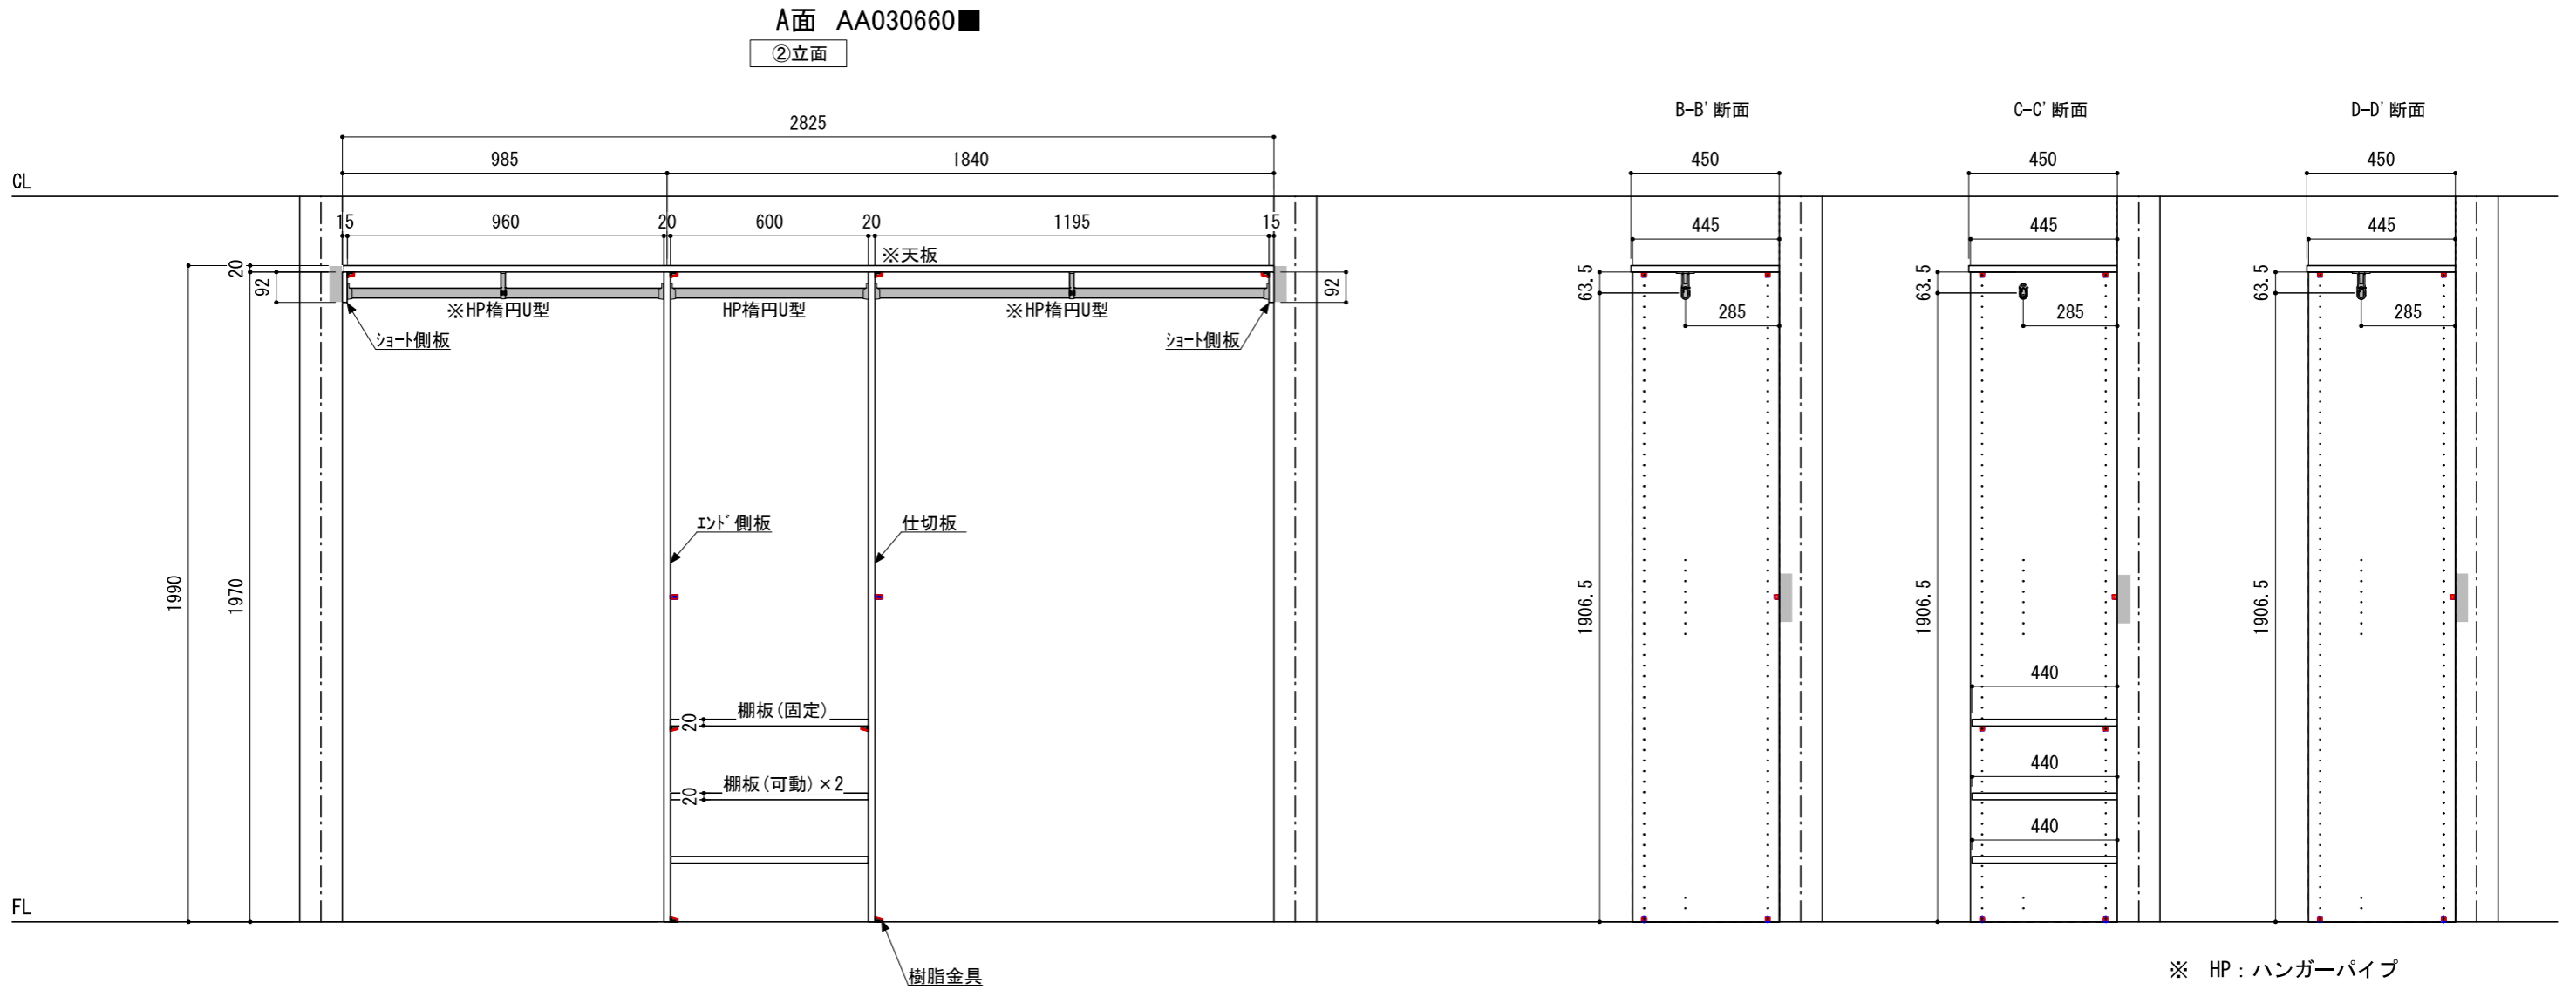 A面 AA030660■
②立面
B-B'断面 C-C'断面 D-D'断面
2825
450 450 450
985 1840
CL
15 960 20 600 20 1195 15
445 445 445
※天板
20
92
92
63.5 63.5 63.5
※HP楕円U型 HP楕円U型 ※HP楕円U型
285 285 285
ｼｮｰﾄ側板 ｼｮｰﾄ側板
ｴﾝﾄﾞ側板 仕切板
1990 1970
1906.5 1906.5 1906.5
440
20 棚板(固定)
440
20 棚板(可動)×2
440
FL
樹脂金具
※ HP：ハンガーパイプ